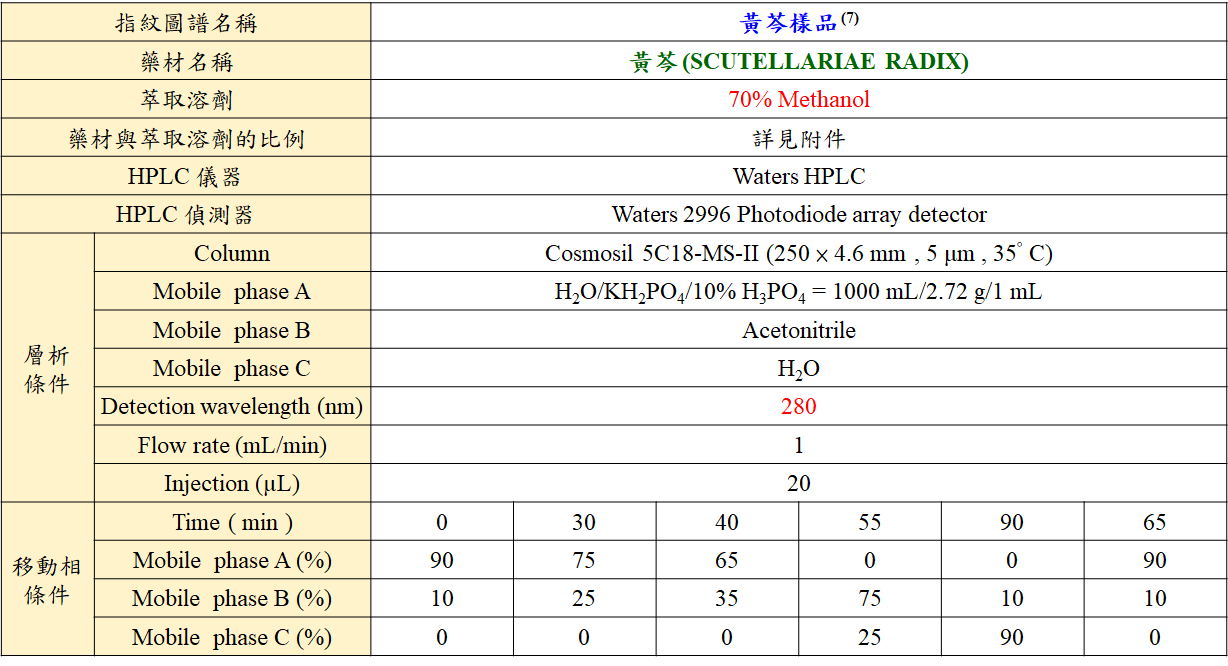 指紋圖譜名稱 黃芩樣品(7)
藥材名稱 黃芩(SCUTELLARIAE RADIX)
萃取溶劑 70% Methanol
藥材與萃取溶劑的比例 詳見附件
HPLC 儀器 Waters HPLC
HPLC 偵測器 Waters 2996 Photodiode array detector
層析條件
Column Cosmosil 5C18-MS-II (250 × 4.6 mm , 5 μm , 35° C)
Mobile phase A H₂O/KH₂PO₄/10% H₃PO₄ = 1000 mL/2.72 g/1 mL
Mobile phase B Acetonitrile
Mobile phase C H₂O
Detection wavelength (nm) 280
Flow rate (mL/min) 1
Injection (μL) 20
移動相條件
Time ( min ) 0 30 40 55 90 65
Mobile phase A (%) 90 75 65 0 0 90
Mobile phase B (%) 10 25 35 75 10 10
Mobile phase C (%) 0 0 0 25 90 0